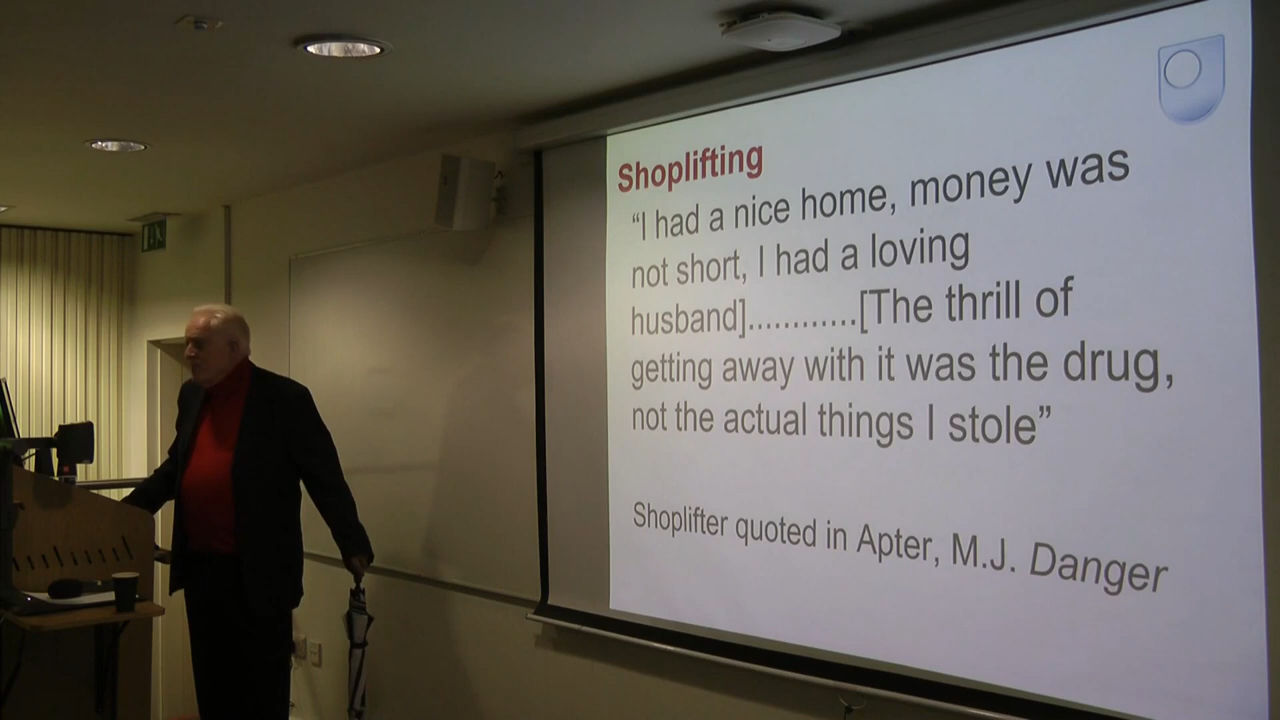 Shoplifting
“I had a nice home, money was
not short, I had a loving
husband]............[The thrill of
getting away with it was the drug,
not the actual things I stole”
Shoplifter quoted in Apter, M.J. Danger